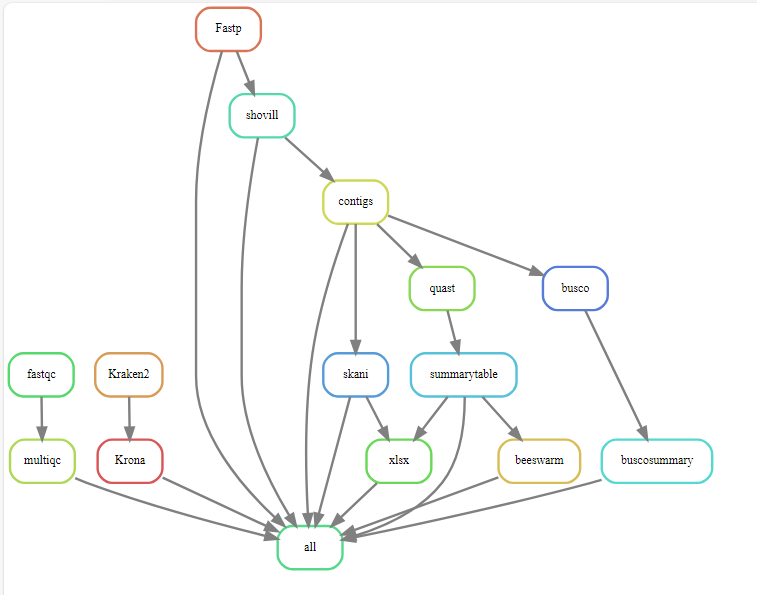 Fastp
shovill
contigs
quast
busco
fastqc
Kraken2
skani
summarytable
multiqc
Krona
xlsx
beeswarm
buscosummary
all